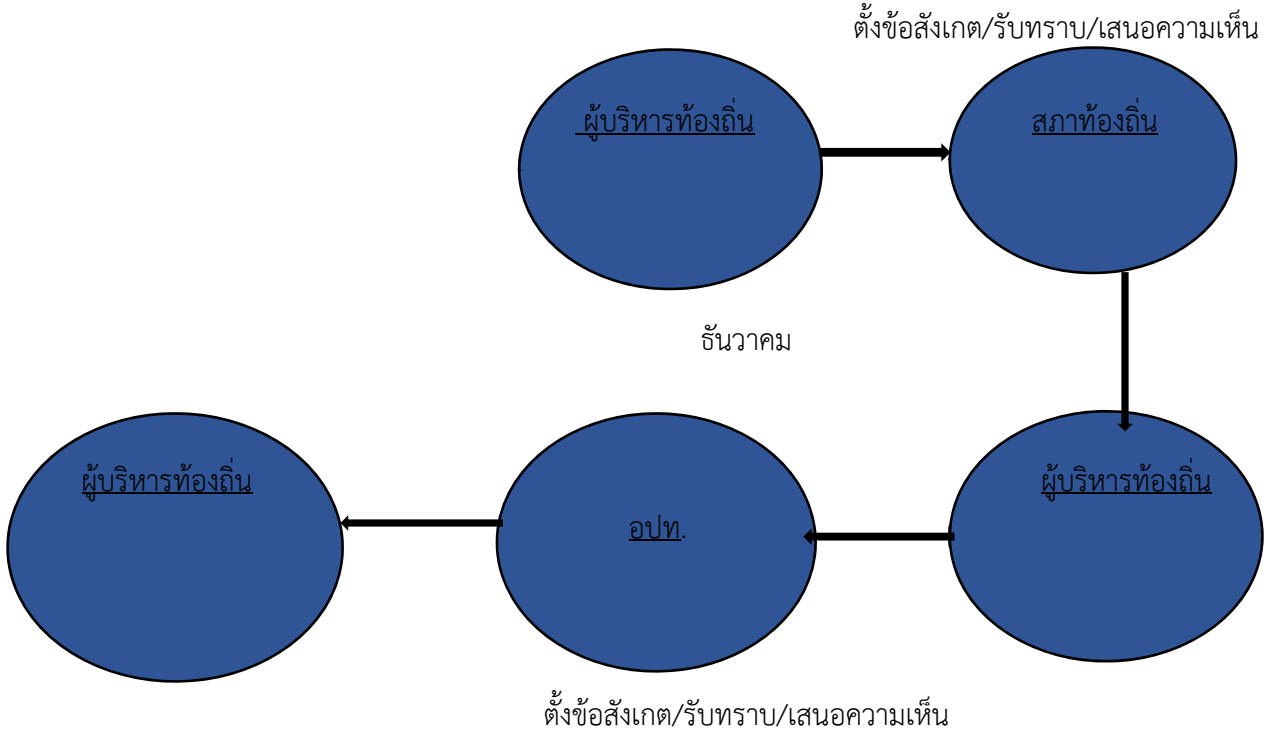 ตั้งข้อสังเกต/รับทราบ/เสนอความเห็น
ผู้บริหารท้องถิ่น
สภาท้องถิ่น
ธันวาคม
ผู้บริหารท้องถิ่น
อปท.
ผู้บริหารท้องถิ่น
ตั้งข้อสังเกต/รับทราบ/เสนอความเห็น